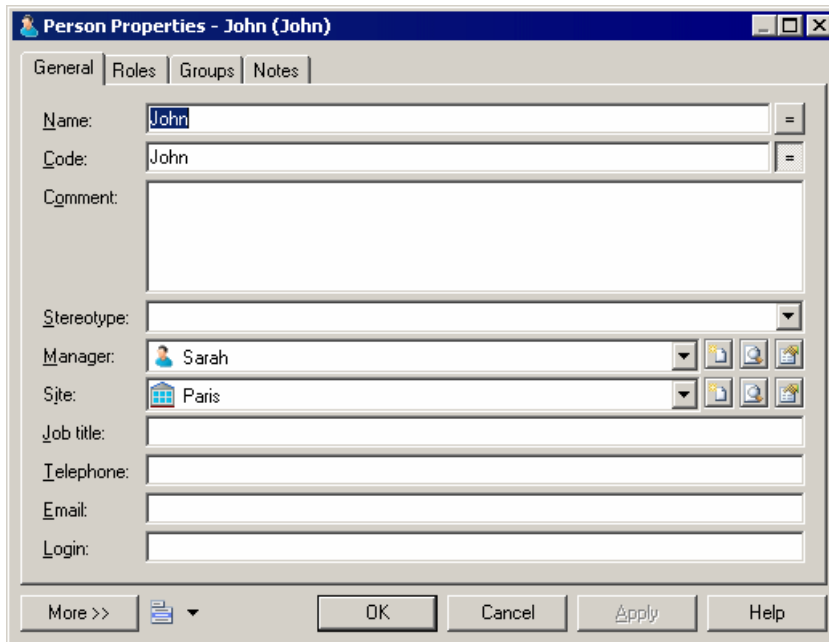 Person Properties - John (John)
General Roles Groups Notes
Name: John =
Code: John =
Comment:
Stereotype:
Manager: Sarah
Site: Paris
Job title:
Telephone:
Email:
Login:
More >> OK Cancel Apply Help